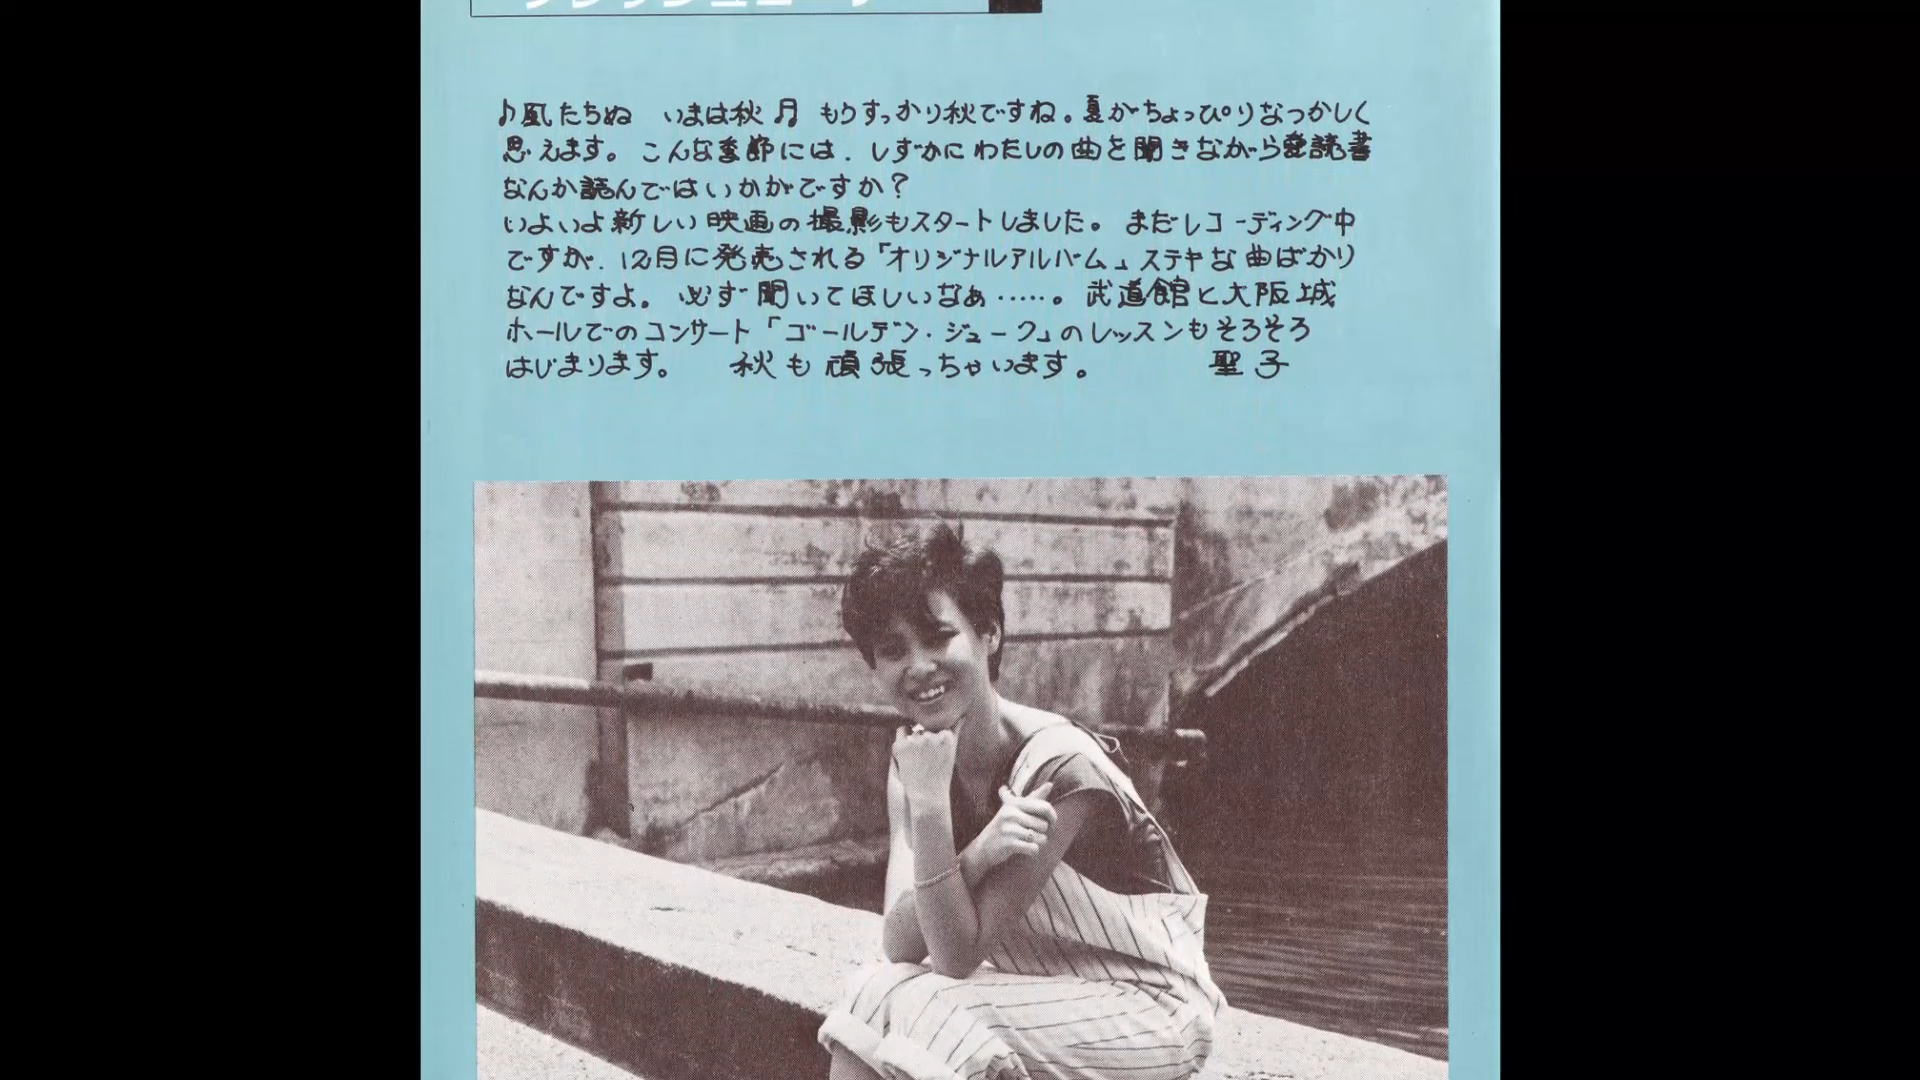 ♪風たちぬ いまは秋♬ もうすっかり秋ですね。夏がちょっぴりなつかしく
思えます。こんな季節には、しずかにわたしの曲を聞きながら愛読書
なんか読んではいかがですか？
いよいよ新しい映画の撮影もスタートしました。まだレコーディング中
ですが、12月に発売される「オリジナルアルバム」ステキな曲ばかり
なんですよ。必ず聞いてほしいなぁ……。武道館と大阪城
ホールでのコンサート「ゴールデン・ジューク」のレッスンもそろそろ
はじまります。 秋も頑張っちゃいます。 聖子